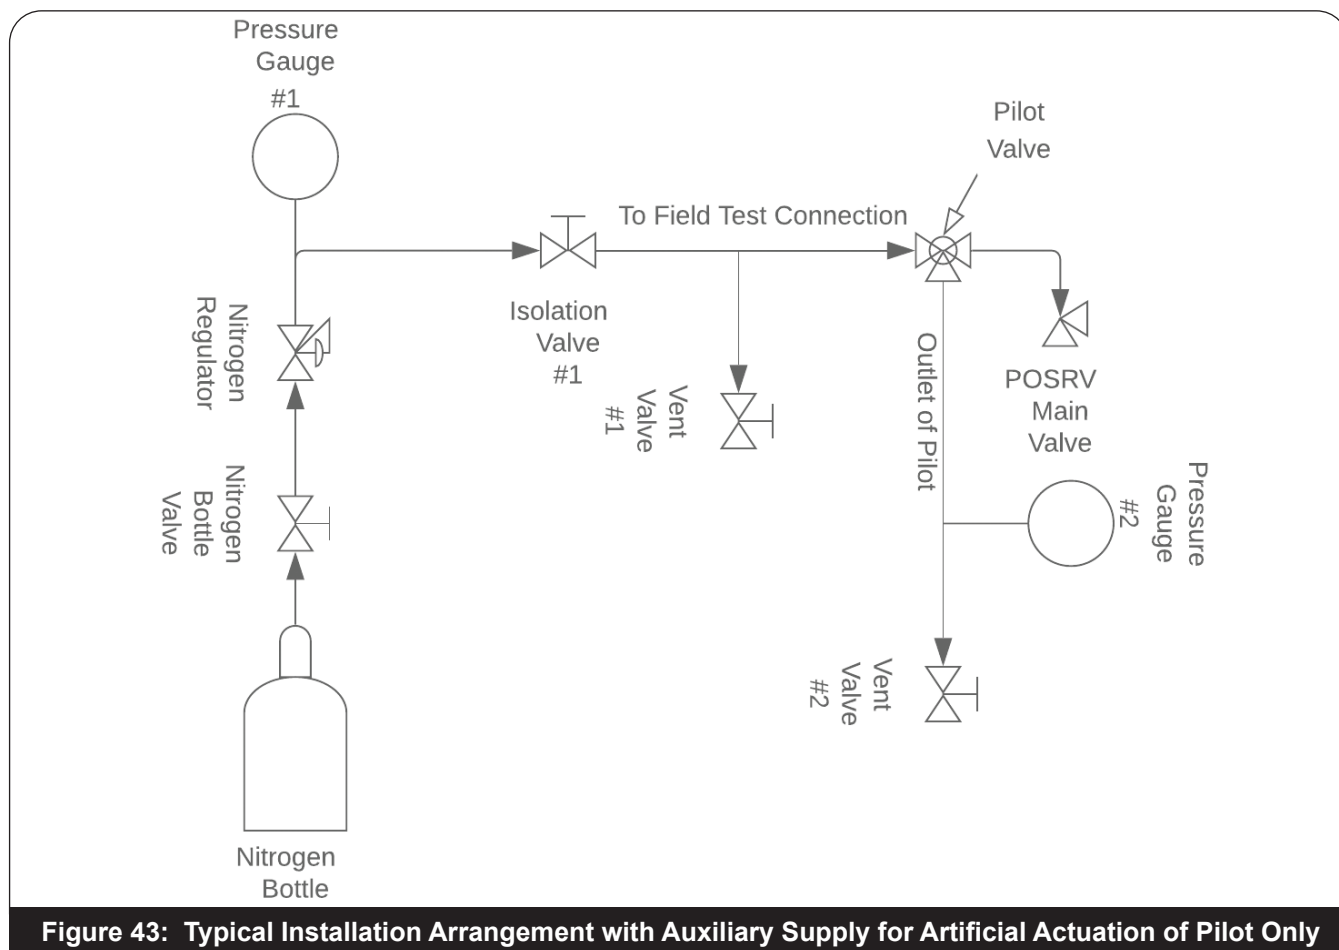 Pressure
Gauge
#1
Pilot
Valve
To Field Test Connection
Isolation
Valve
#1
Nitrogen
Regulator
Vent
Valve
#1
Outlet of Pilot
POSRV
Main
Valve
Pressure
Gauge
#2
Nitrogen
Bottle
Valve
Vent
Valve
#2
Nitrogen
Bottle
Figure 43: Typical Installation Arrangement with Auxiliary Supply for Artificial Actuation of Pilot Only